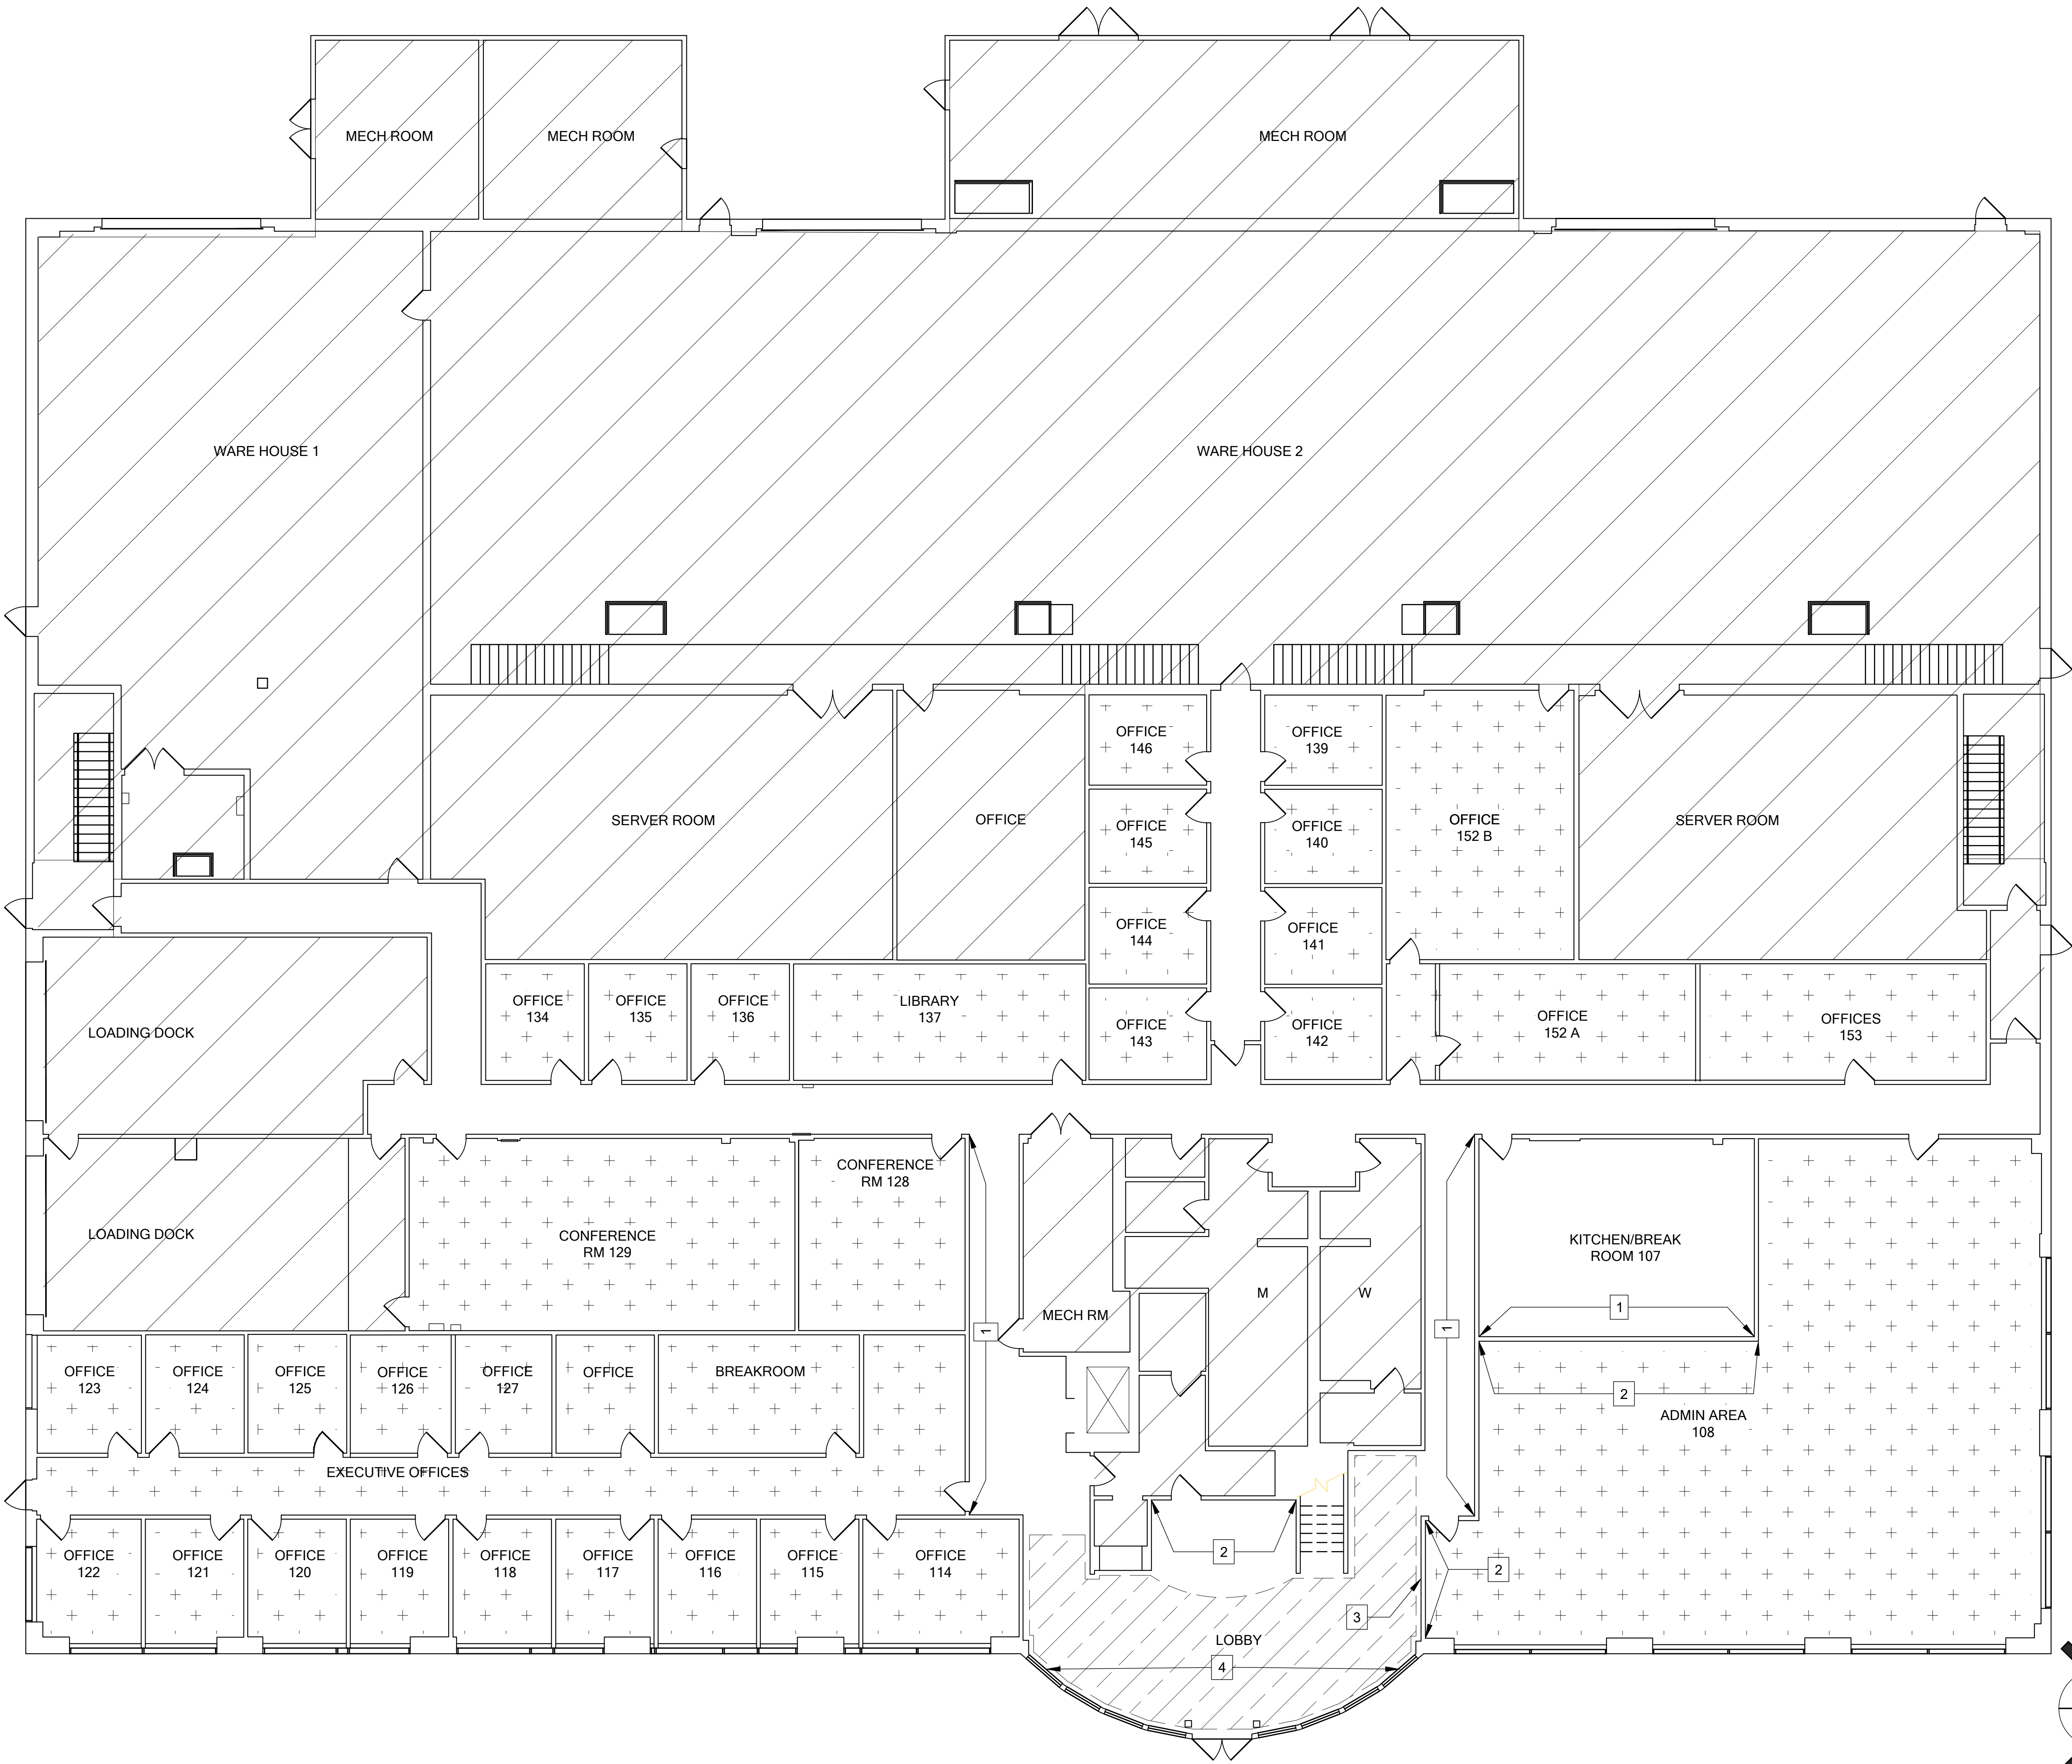 MECH ROOM
MECH ROOM
MECH ROOM
WARE HOUSE 1
WARE HOUSE 2
SERVER ROOM
OFFICE
OFFICE
146
OFFICE
139
OFFICE
145
OFFICE
140
OFFICE
152 B
SERVER ROOM
OFFICE
144
OFFICE
141
LOADING DOCK
OFFICE
134
OFFICE
135
OFFICE
136
LIBRARY
137
OFFICE
143
OFFICE
142
OFFICE
152 A
OFFICES
153
LOADING DOCK
CONFERENCE
RM 129
CONFERENCE
RM 128
1
MECH RM
M
W
1
KITCHEN/BREAK
ROOM 107
1
2
ADMIN AREA
108
OFFICE
123
OFFICE
124
OFFICE
125
OFFICE
126
OFFICE
127
OFFICE
BREAKROOM
EXECUTIVE OFFICES
OFFICE
122
OFFICE
121
OFFICE
120
OFFICE
119
OFFICE
118
OFFICE
117
OFFICE
116
OFFICE
115
OFFICE
114
2
2
3
LOBBY
4